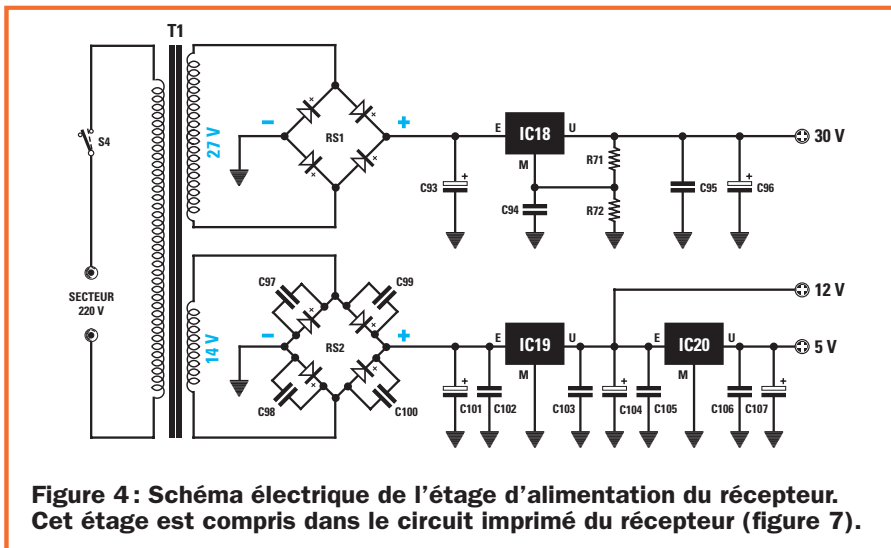 T1
S4
SECTEUR
220 V
27 V
–
+
RS1
E
IC18
U
M
C93
+
C94
R71
R72
C95
C96
+
30 V
14 V
C97
C99
–
+
RS2
C98
C100
E
IC19
U
M
+
C101
C102
C103
+
C104
C105
E
IC20
U
M
C106
C107
+
12 V
5 V
Figure 4 : Schéma électrique de l'étage d'alimentation du récepteur.
Cet étage est compris dans le circuit imprimé du récepteur (figure 7).